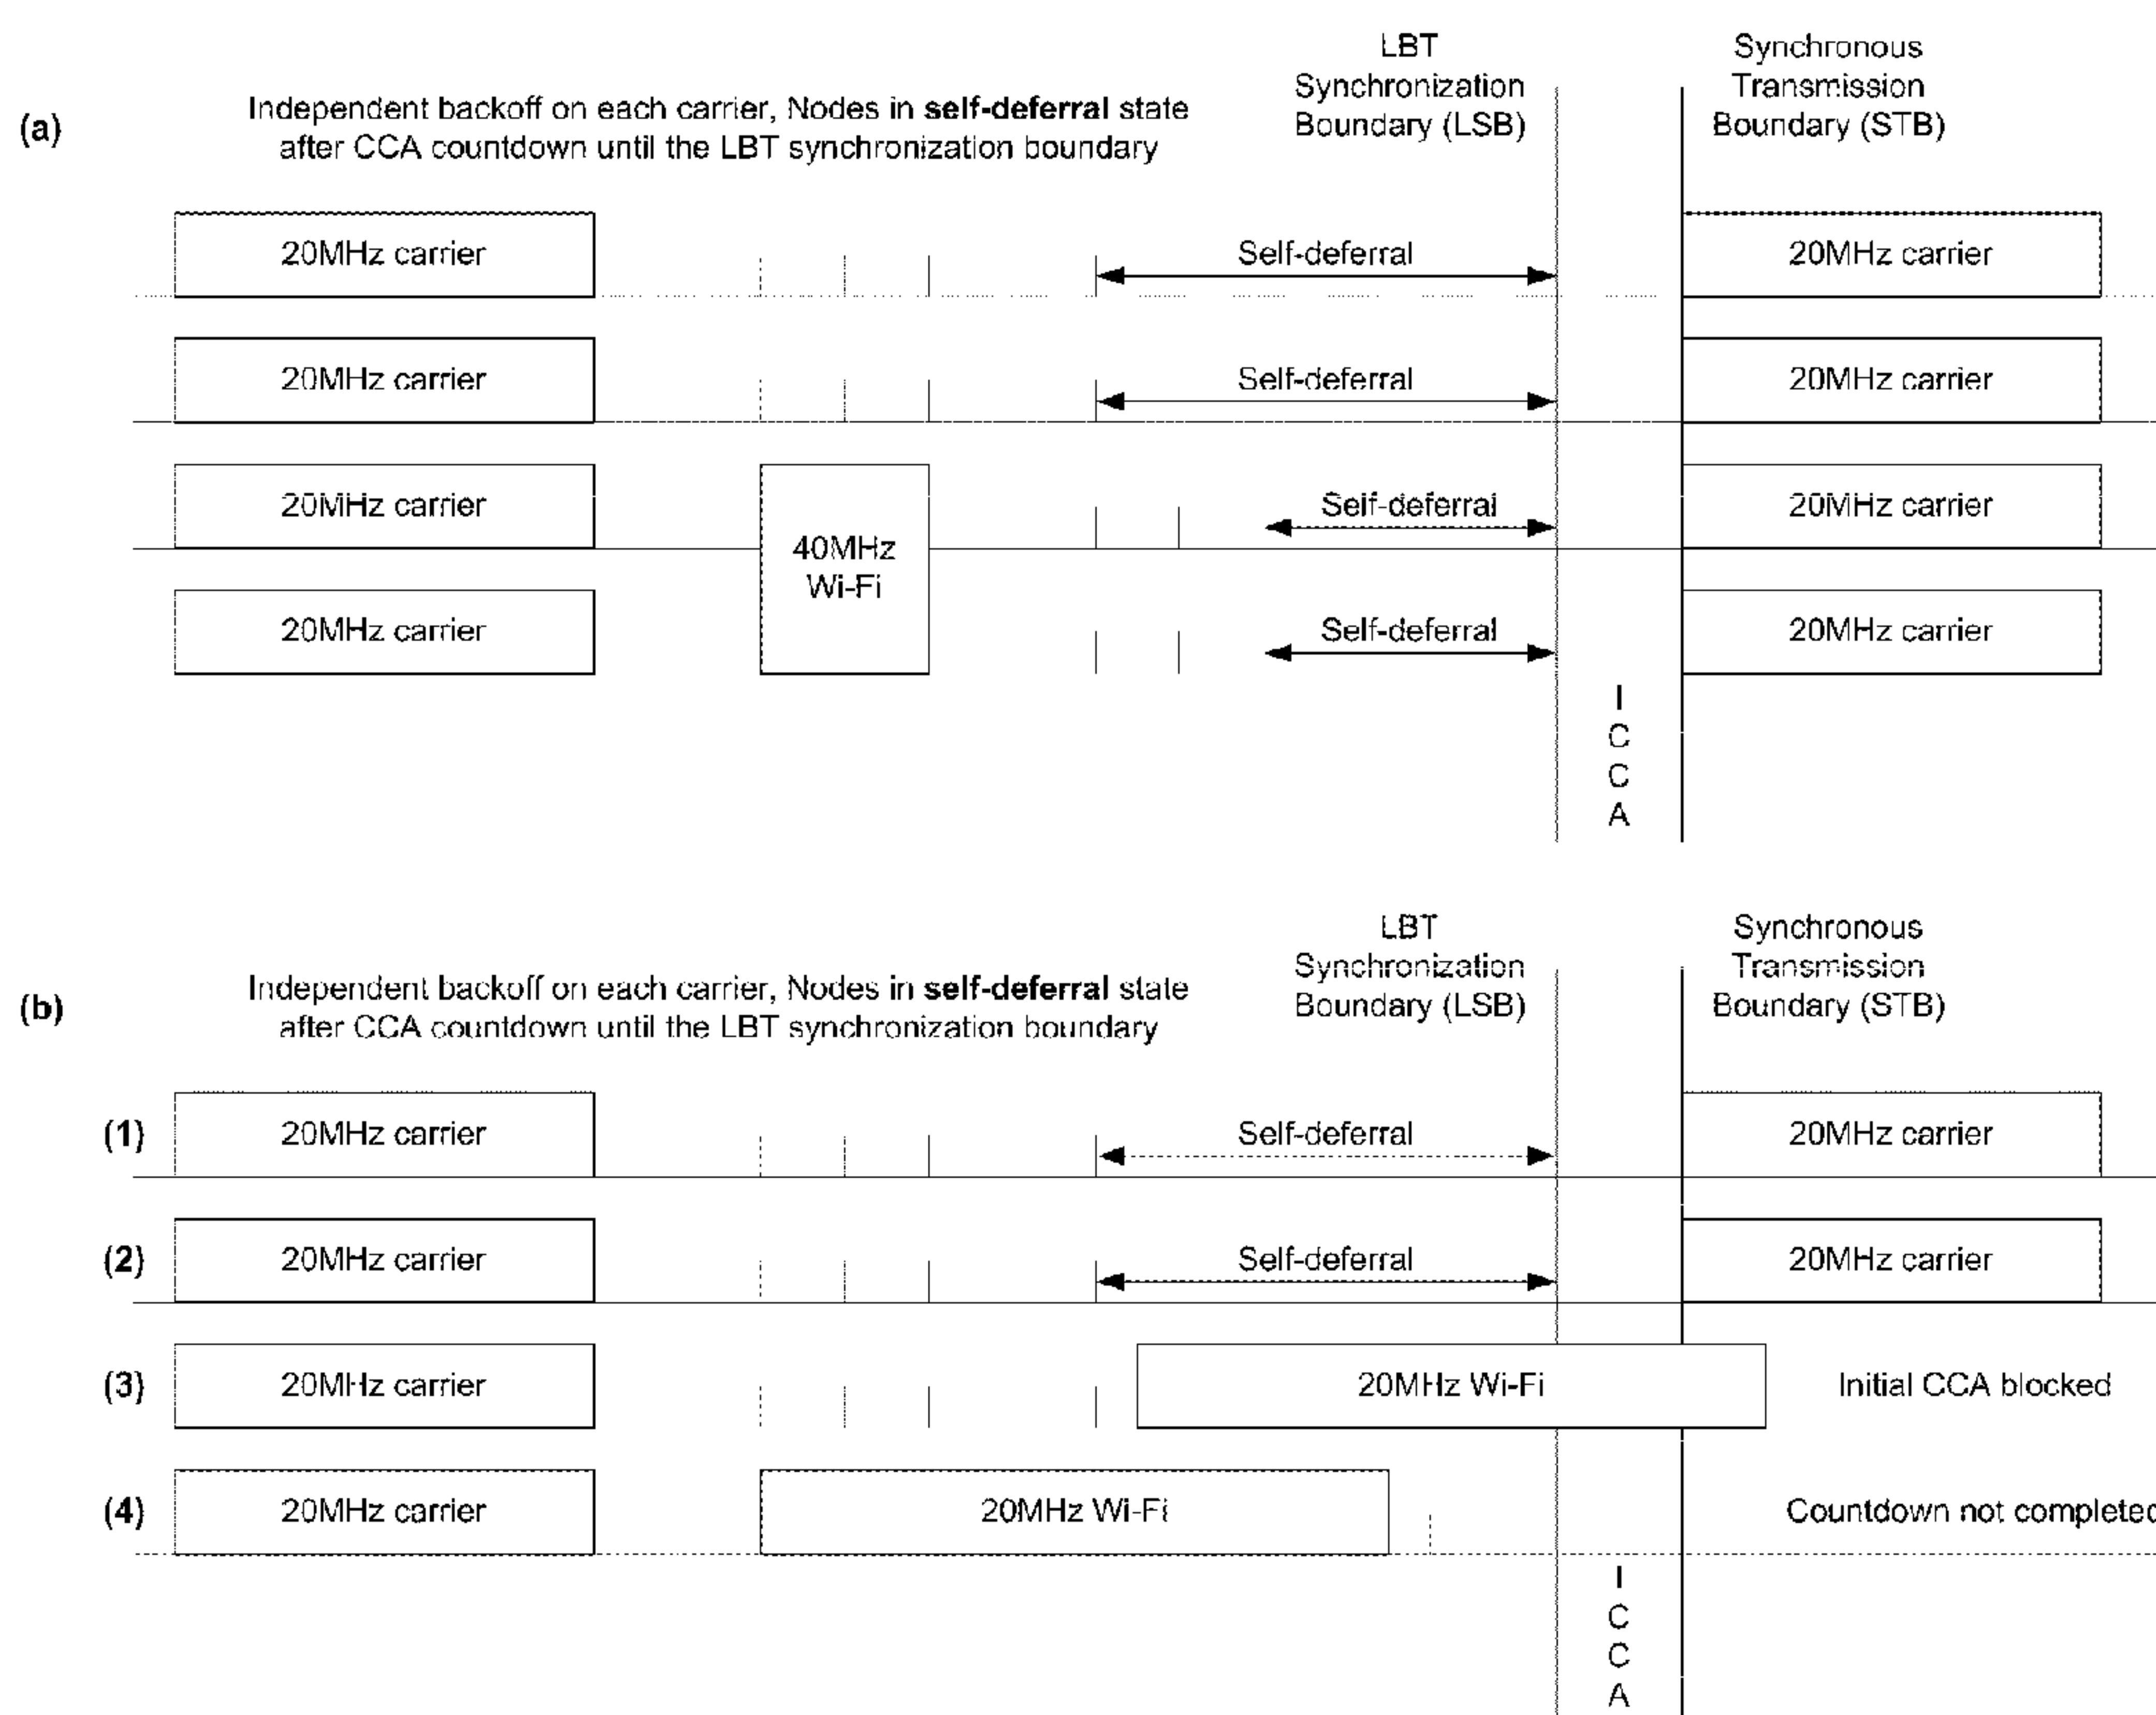 (a)
Independent backoff on each carrier, Nodes in self-deferral state
after CCA countdown until the LBT synchronization boundary
LBT
Synchronization
Boundary (LSB)
Synchronous
Transmission
Boundary (STB)
20MHz carrier
Self-deferral
20MHz carrier
20MHz carrier
Self-deferral
20MHz carrier
20MHz carrier
Self-deferral
20MHz carrier
40MHz
Wi-Fi
20MHz carrier
Self-deferral
20MHz carrier
I
C
C
A
(b)
Independent backoff on each carrier, Nodes in self-deferral state
after CCA countdown until the LBT synchronization boundary
LBT
Synchronization
Boundary (LSB)
Synchronous
Transmission
Boundary (STB)
(1)
20MHz carrier
Self-deferral
20MHz carrier
(2)
20MHz carrier
Self-deferral
20MHz carrier
(3)
20MHz carrier
20MHz Wi-Fi
Initial CCA blocked
(4)
20MHz carrier
20MHz Wi-Fi
Countdown not completed
I
C
C
A